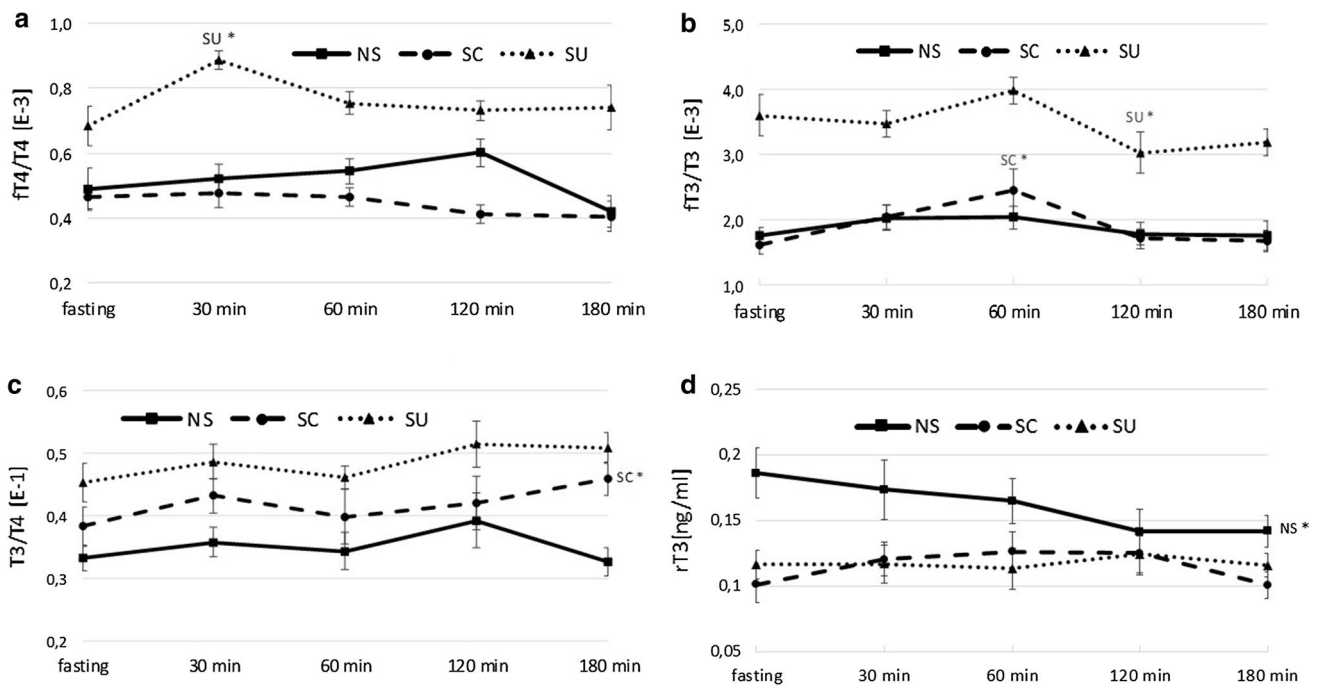 a
1,0
0,8
0,6
0,4
0,2
fT4/T4 [E-3]
SU *
NS SC SU
fasting 30 min 60 min 120 min 180 min
b
5,0
4,0
3,0
2,0
1,0
fT3/T3 [E-3]
NS SC SU
SU *
SC *
fasting 30 min 60 min 120 min 180 min
c
0,6
0,5
0,4
0,3
0,2
T3/T4 [E-1]
NS SC SU
SC *
fasting 30 min 60 min 120 min 180 min
d
0,25
0,2
0,15
0,1
0,05
rT3[ng/ml]
NS SC SU
NS *
fasting 30 min 60 min 120 min 180 min